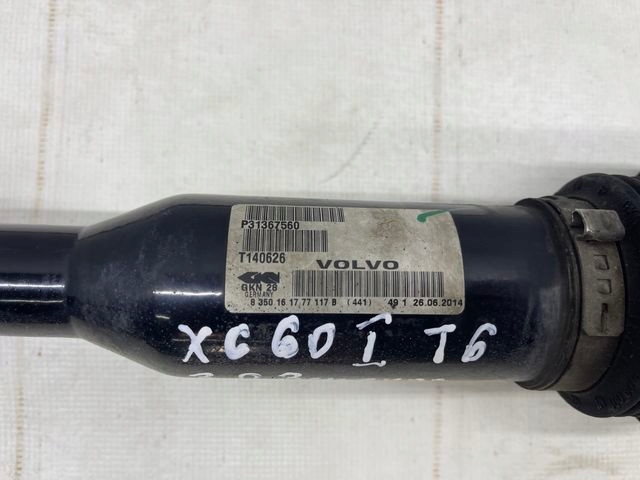 P31367560
T140626
VOLVO
GKN 28
GERMANY
8 350 16 17 77 117 B (441) 49 1 26.06.2014
XC60 I T6